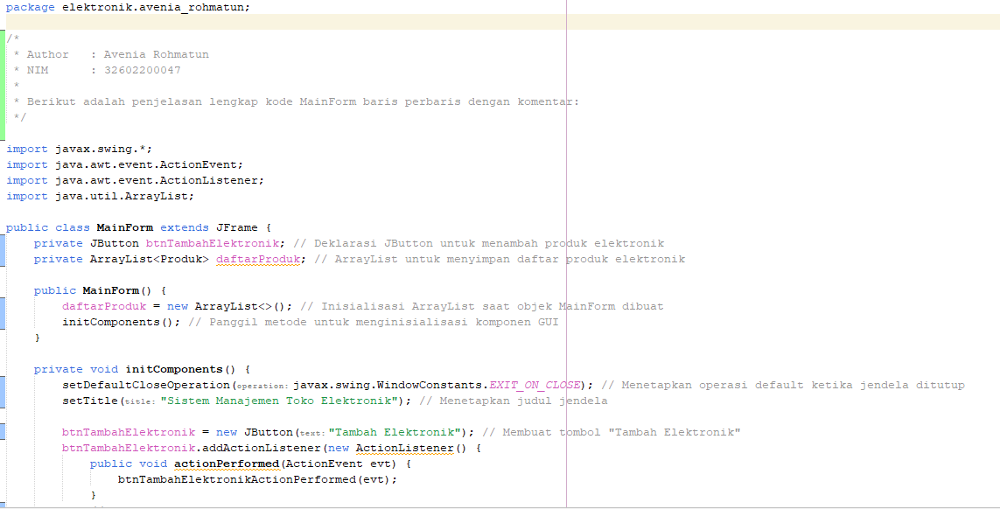 package elektronik.avenia_rohmatun;
/*
 * Author   : Avenia Rohmatun
 * NIM      : 32602200047
 *
 * Berikut adalah penjelasan lengkap kode MainForm baris perbaris dengan komentar:
 */
import javax.swing.*;
import java.awt.event.ActionEvent;
import java.awt.event.ActionListener;
import java.util.ArrayList;
public class MainForm extends JFrame {
    private JButton btnTambahElektronik; // Deklarasi JButton untuk menambah produk elektronik
    private ArrayList<Produk> daftarProduk; // ArrayList untuk menyimpan daftar produk elektronik
    public MainForm() {
        daftarProduk = new ArrayList<>(); // Inisialisasi ArrayList saat objek MainForm dibuat
        initComponents(); // Panggil metode untuk menginisialisasi komponen GUI
    }
    private void initComponents() {
        setDefaultCloseOperation(operation: javax.swing.WindowConstants.EXIT_ON_CLOSE); // Menetapkan operasi default ketika jendela ditutup
        setTitle(title: "Sistem Manajemen Toko Elektronik"); // Menetapkan judul jendela
        btnTambahElektronik = new JButton(text: "Tambah Elektronik"); // Membuat tombol "Tambah Elektronik"
        btnTambahElektronik.addActionListener(new ActionListener() {
            public void actionPerformed(ActionEvent evt) {
                btnTambahElektronikActionPerformed(evt);
            }